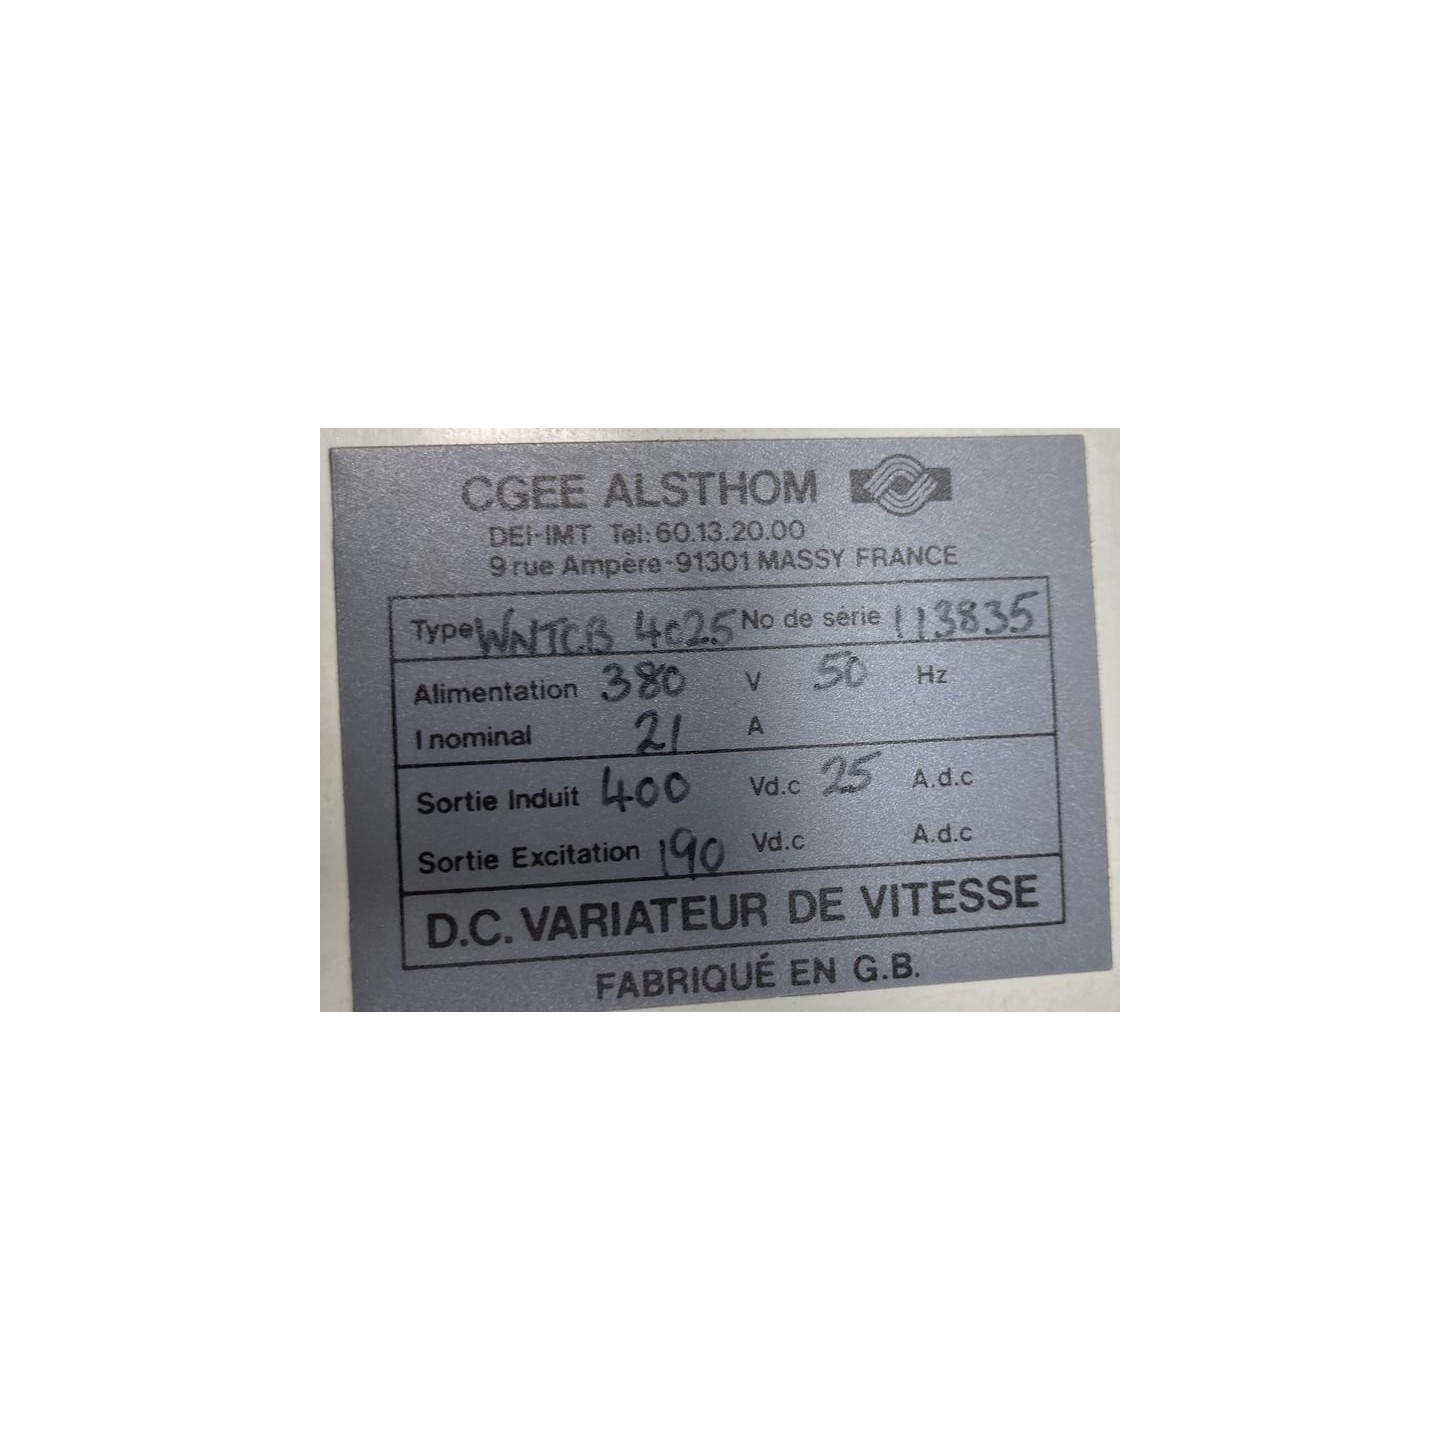 CGEE ALSTHOM
DEI-IMT Tel:60.13.20.00
9 rue Ampère-91301 MASSY FRANCE
Type WNTCB 4025 No de série 113835
Alimentation 380 V 50 Hz
I nominal 21 A
Sortie Induit 400 Vd.c 25 A.d.c
Sortie Excitation 190 Vd.c A.d.c
D.C. VARIATEUR DE VITESSE
FABRIQUÉ EN G.B.